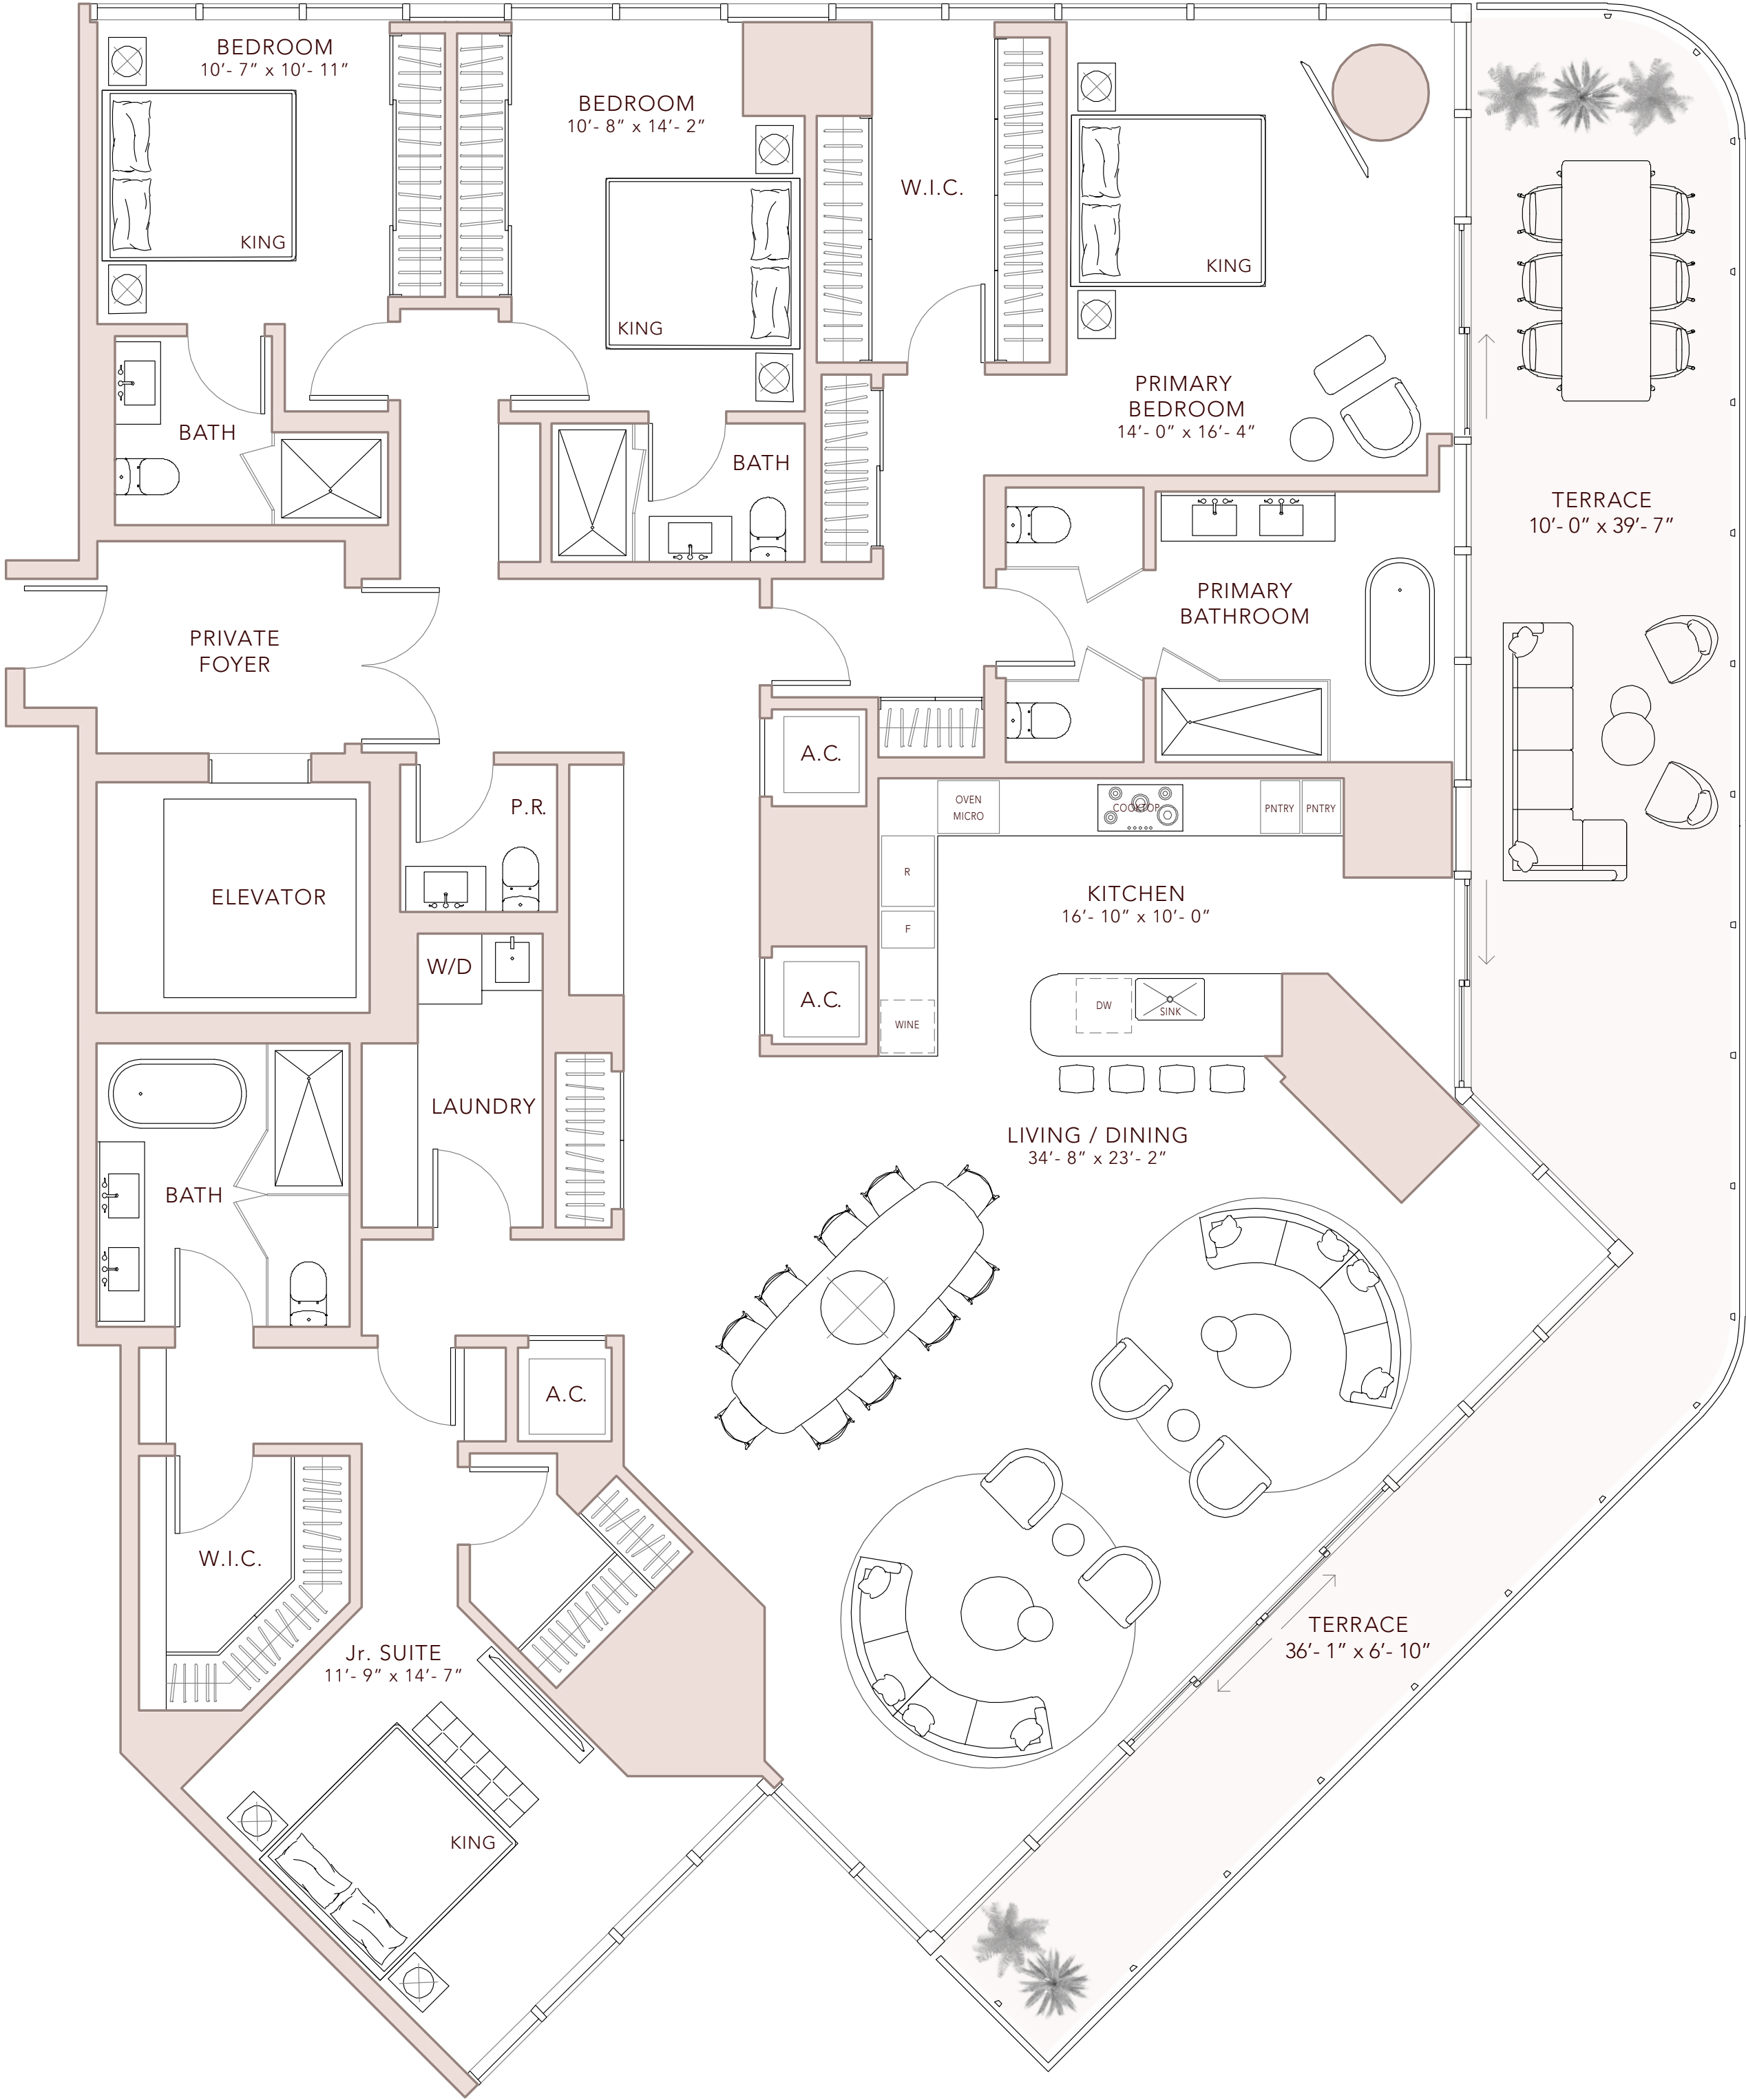 BEDROOM
10′- 7″ x 10′- 11″
KING
BEDROOM
10′- 8″ x 14′- 2″
KING
W.I.C.
KING
PRIMARY
BEDROOM
14′- 0″ x 16′- 4″
BATH
BATH
TERRACE
10′- 0″ x 39′- 7″
PRIMARY
BATHROOM
PRIVATE
FOYER
A.C.
P.R.
OVEN
MICRO
COOKTOP
PNTRY
PNTRY
ELEVATOR
R
F
KITCHEN
16′- 10″ x 10′- 0″
W/D
A.C.
WINE
DW
SINK
LAUNDRY
LIVING / DINING
34′- 8″ x 23′- 2″
BATH
A.C.
W.I.C.
Jr. SUITE
11′- 9″ x 14′- 7″
TERRACE
36′- 1″ x 6′- 10″
KING